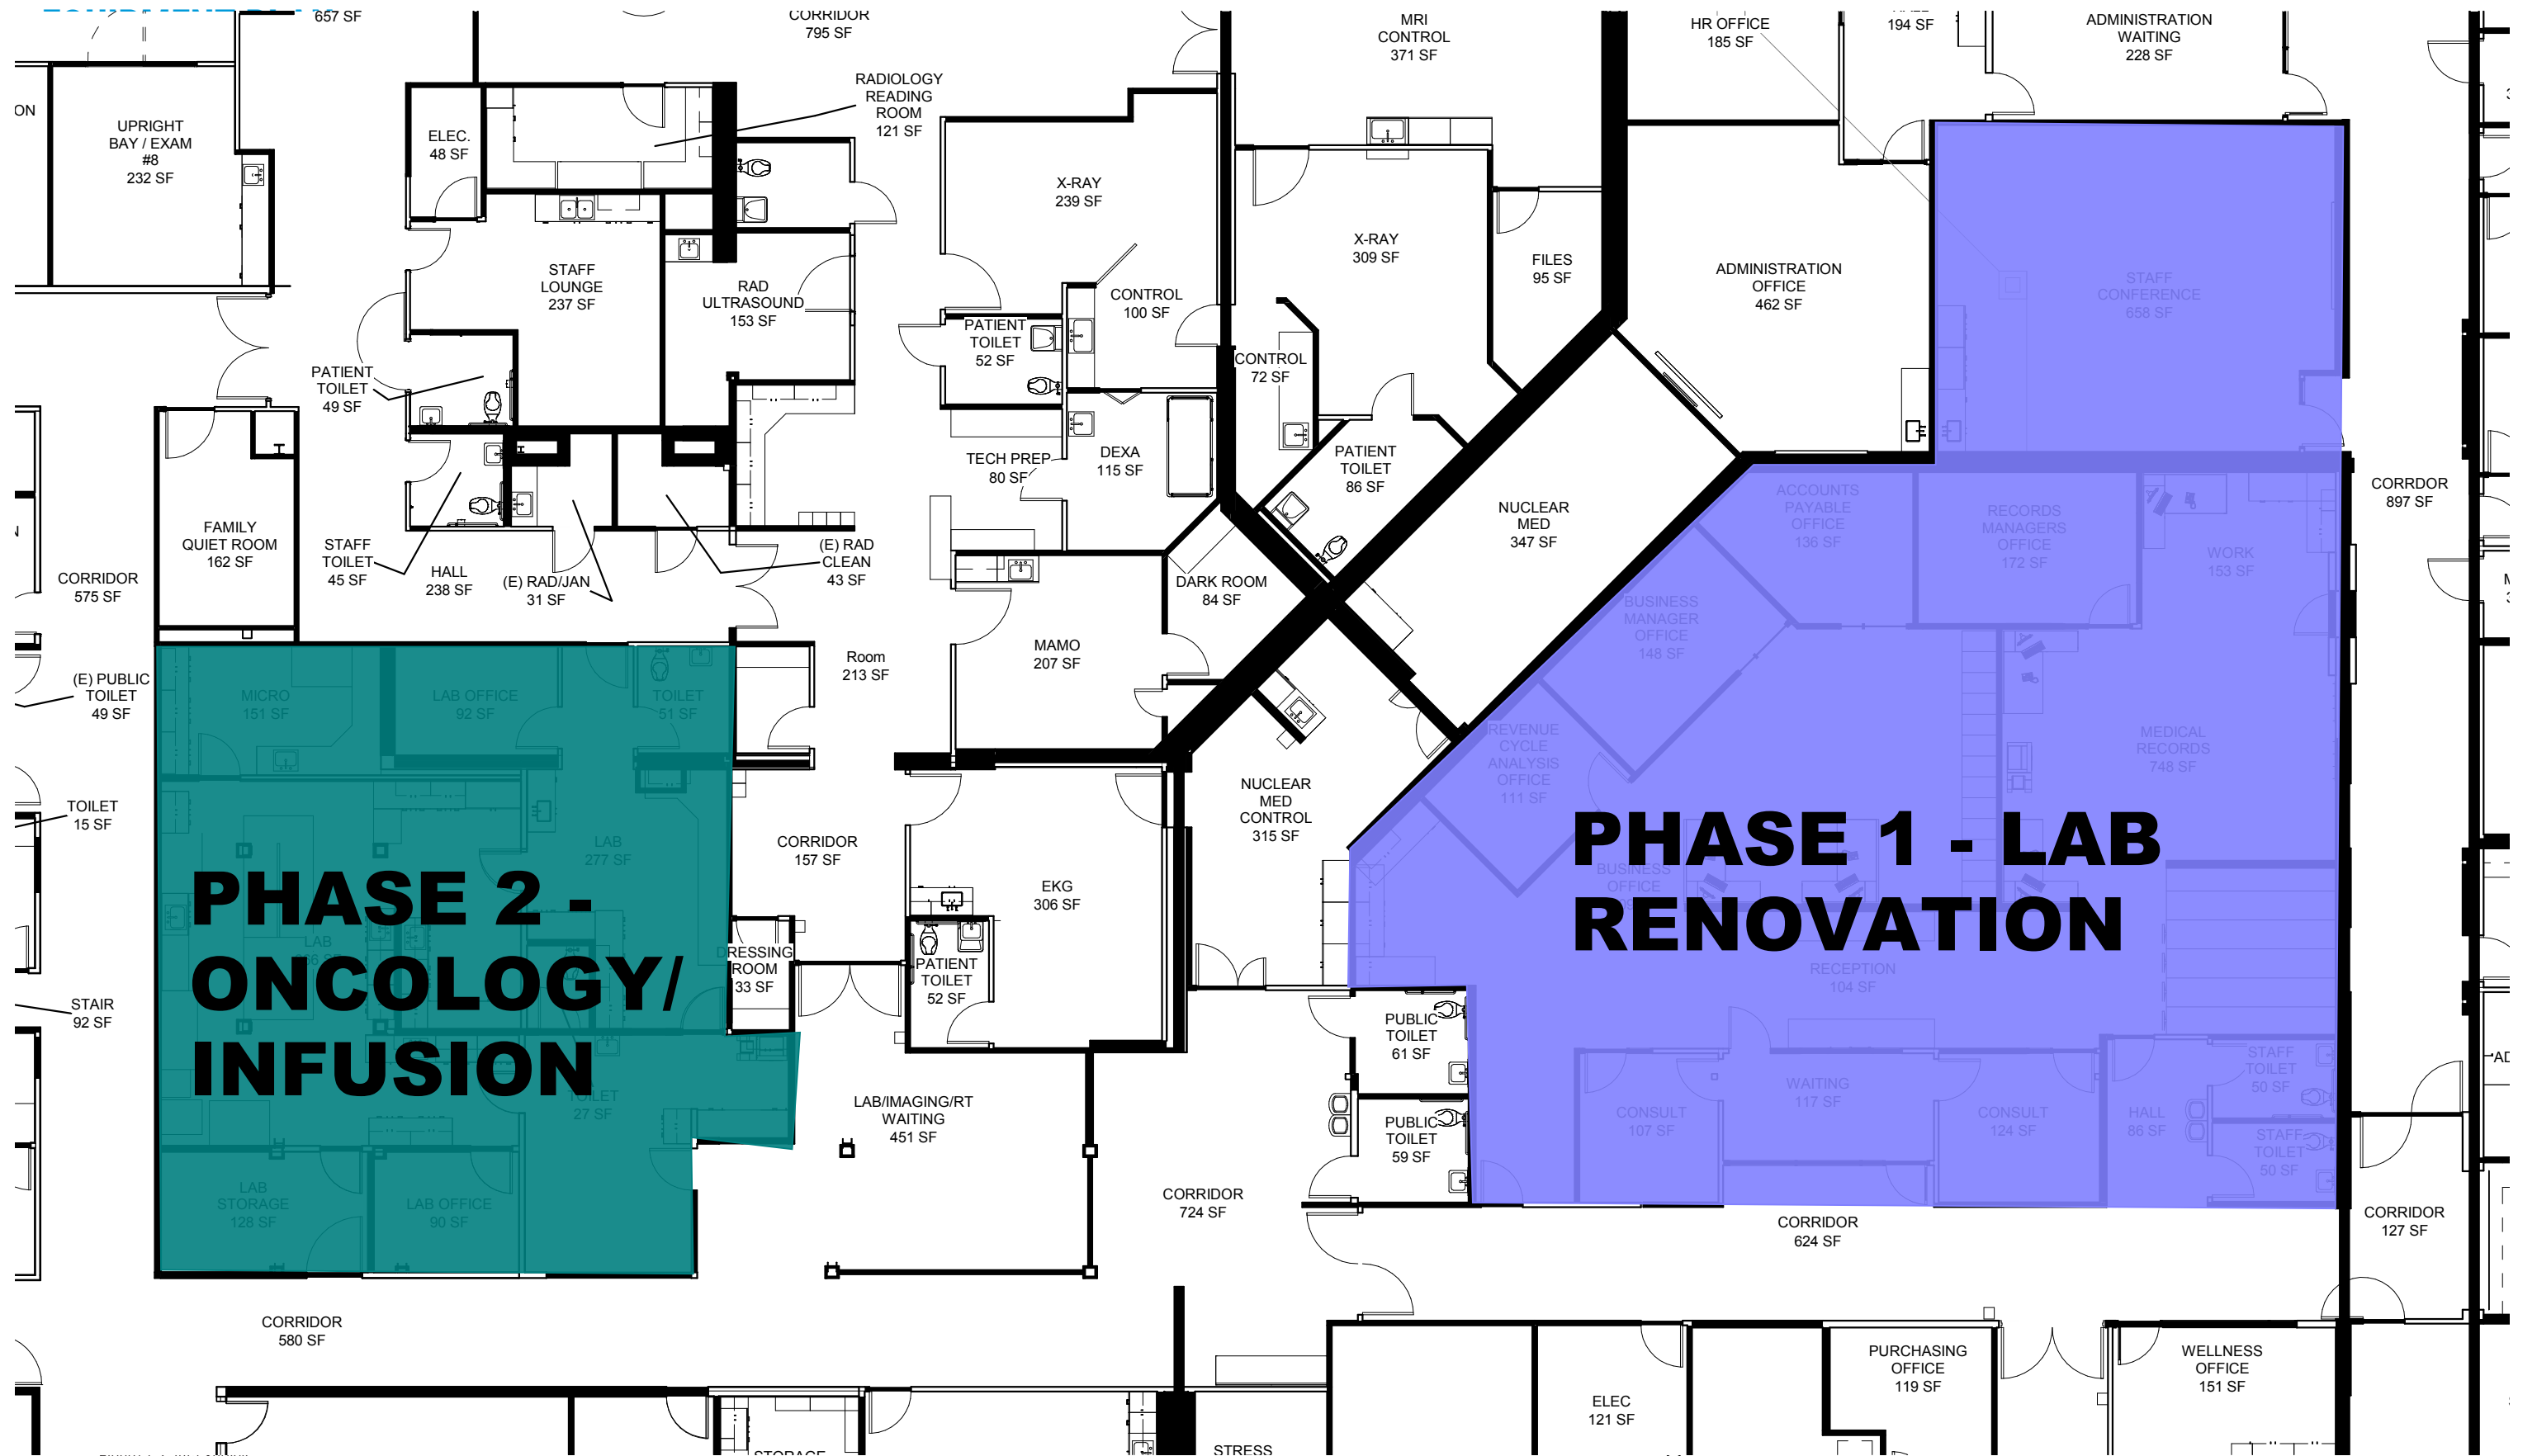 657 SF
CORRIDOR
795 SF
MRI
CONTROL
371 SF
HR OFFICE
185 SF
194 SF
ADMINISTRATION
WAITING
228 SF
UPRIGHT
BAY / EXAM
#8
232 SF
ELEC.
48 SF
RADIOLOGY
READING
ROOM
121 SF
X-RAY
239 SF
X-RAY
309 SF
FILES
95 SF
ADMINISTRATION
OFFICE
462 SF
STAFF
CONFERENCE
658 SF
STAFF
LOUNGE
237 SF
RAD
ULTRASOUND
153 SF
CONTROL
100 SF
PATIENT
TOILET
52 SF
CONTROL
72 SF
PATIENT
TOILET
49 SF
TECH PREP
80 SF
DEXA
115 SF
PATIENT
TOILET
86 SF
NUCLEAR
MED
347 SF
ACCOUNTS
PAYABLE
OFFICE
136 SF
RECORDS
MANAGERS
OFFICE
172 SF
WORK
153 SF
CORRDOR
897 SF
FAMILY
QUIET ROOM
162 SF
STAFF
TOILET
45 SF
HALL
238 SF
(E) RAD/JAN
31 SF
(E) RAD
CLEAN
43 SF
CORRIDOR
575 SF
DARK ROOM
84 SF
BUSINESS
MANAGER
OFFICE
148 SF
MAMO
207 SF
Room
213 SF
(E) PUBLIC
TOILET
49 SF
MICRO
151 SF
LAB OFFICE
92 SF
TOILET
51 SF
REVENUE
CYCLE
ANALYSIS
OFFICE
111 SF
MEDICAL
RECORDS
748 SF
TOILET
15 SF
LAB
277 SF
CORRIDOR
157 SF
NUCLEAR
MED
CONTROL
315 SF
PHASE 1 - LAB
RENOVATION
BUSINESS
OFFICE
PHASE 2 -
ONCOLOGY/
INFUSION
LAB
EKG
306 SF
DRESSING
ROOM
33 SF
PATIENT
TOILET
52 SF
RECEPTION
104 SF
STAIR
92 SF
PUBLIC
TOILET
61 SF
TOILET
27 SF
LAB/IMAGING/RT
WAITING
451 SF
PUBLIC
TOILET
59 SF
CONSULT
107 SF
WAITING
117 SF
CONSULT
124 SF
HALL
86 SF
STAFF
TOILET
50 SF
STAFF
TOILET
50 SF
LAB
STORAGE
128 SF
LAB OFFICE
90 SF
CORRIDOR
724 SF
CORRIDOR
624 SF
CORRIDOR
127 SF
CORRIDOR
580 SF
PURCHASING
OFFICE
119 SF
WELLNESS
OFFICE
151 SF
ELEC
121 SF
STORAGE
STRESS